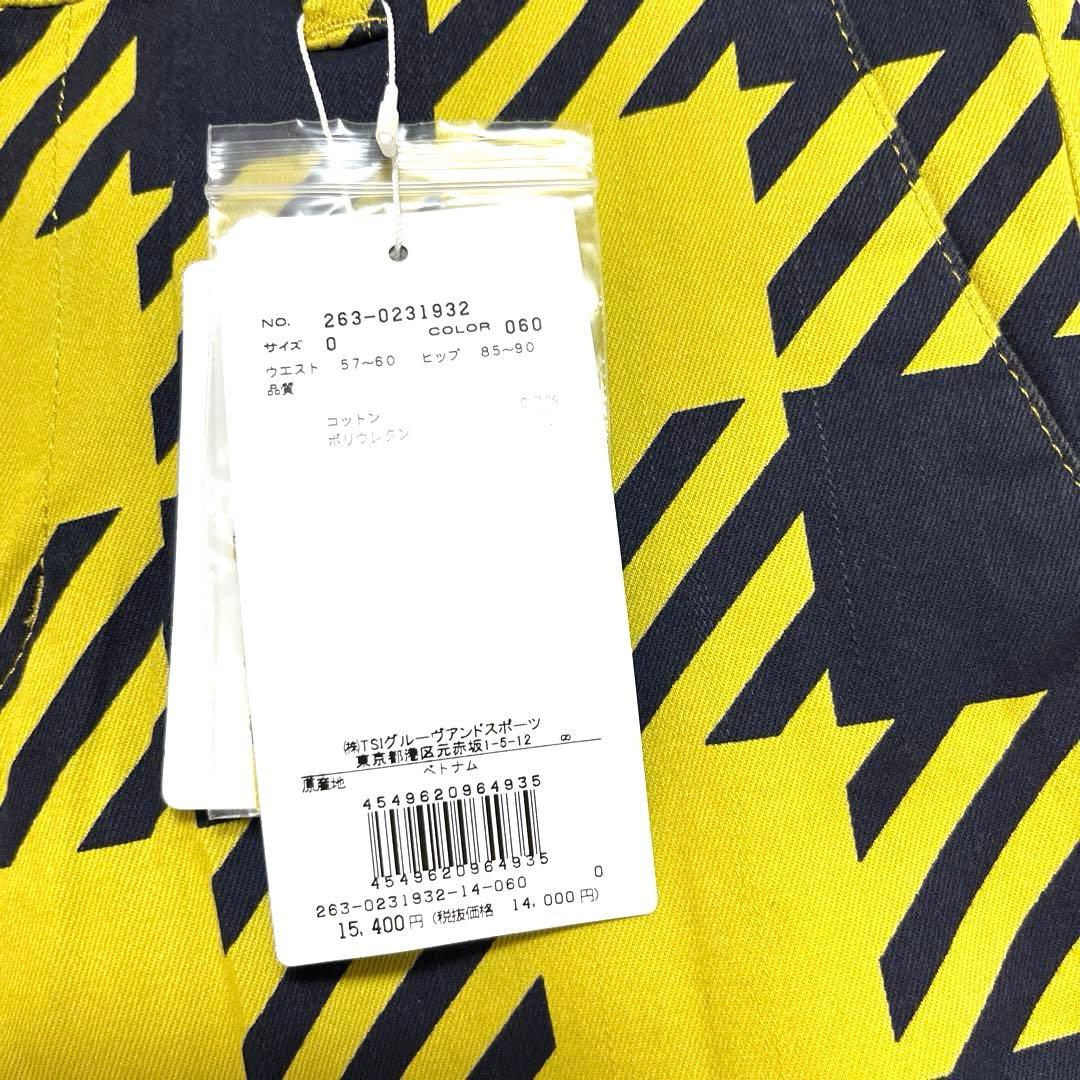 NO. 263-0231932
サイズ 0 COLOR 060
ウエスト 57〜60 ヒップ 85〜90
品質
コットン
ポリウレタン
㈱TSIグルーヴアンドスポーツ
東京都港区元赤坂1-5-12 ∞
原産地 ベトナム
4549620964935
4549620964935
263-0231932-14-060 0
15,400円 (税抜価格 14,000円)